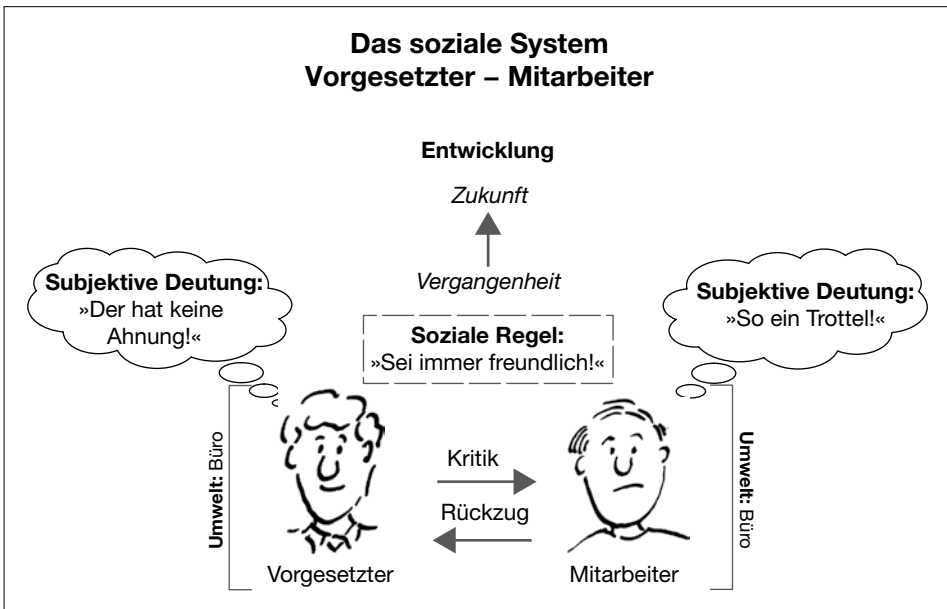 Das soziale System
Vorgesetzter – Mitarbeiter
Entwicklung
Zukunft
Vergangenheit
Subjektive Deutung:
»Der hat keine
Ahnung!«
Subjektive Deutung:
»So ein Trottel!«
Soziale Regel:
»Sei immer freundlich!«
Umwelt: Büro
Kritik
Rückzug
Umwelt: Büro
Vorgesetzter
Mitarbeiter